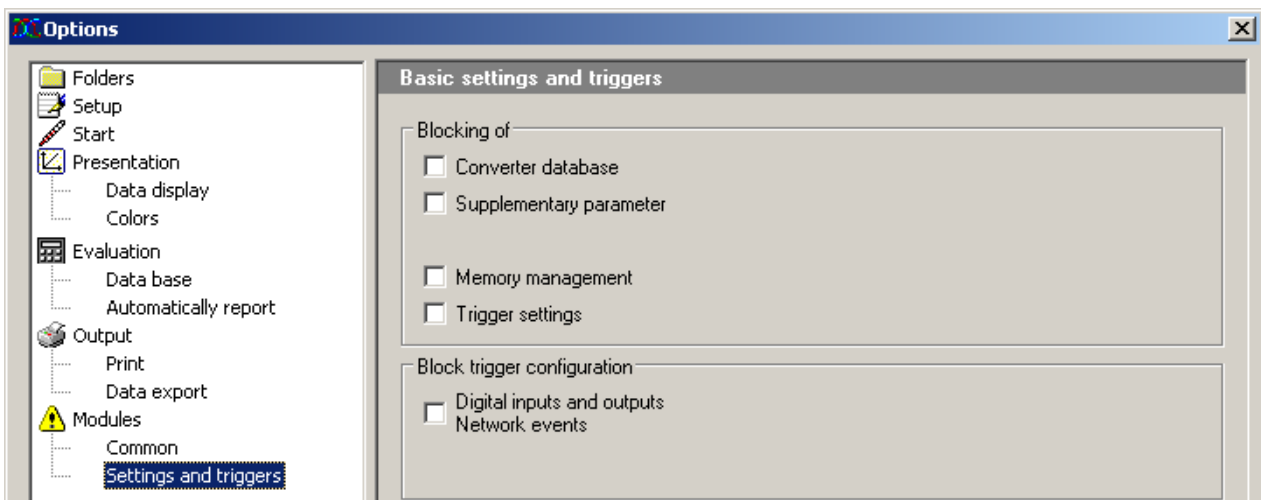 Options
Folders
Setup
Start
Presentation
Data display
Colors
Evaluation
Data base
Automatically report
Output
Print
Data export
Modules
Common
Settings and triggers
Basic settings and triggers
Blocking of
Converter database
Supplementary parameter
Memory management
Trigger settings
Block trigger configuration
Digital inputs and outputs
Network events